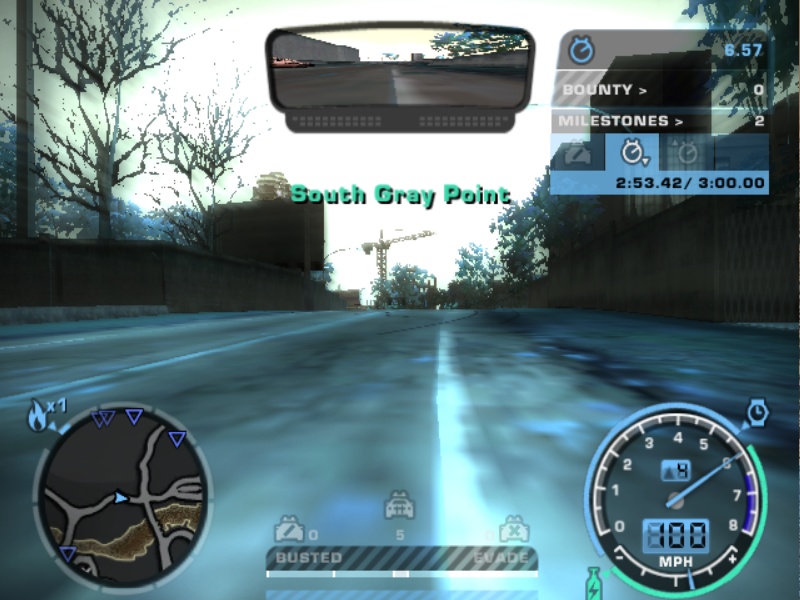 6.57
BOUNTY > 0
MILESTONES > 2
2:53.42/ 3:00.00
South Gray Point
x1
0 1 2 3 4 5 6 7 8
4
100
MPH
0 5 0
BUSTED EVADE